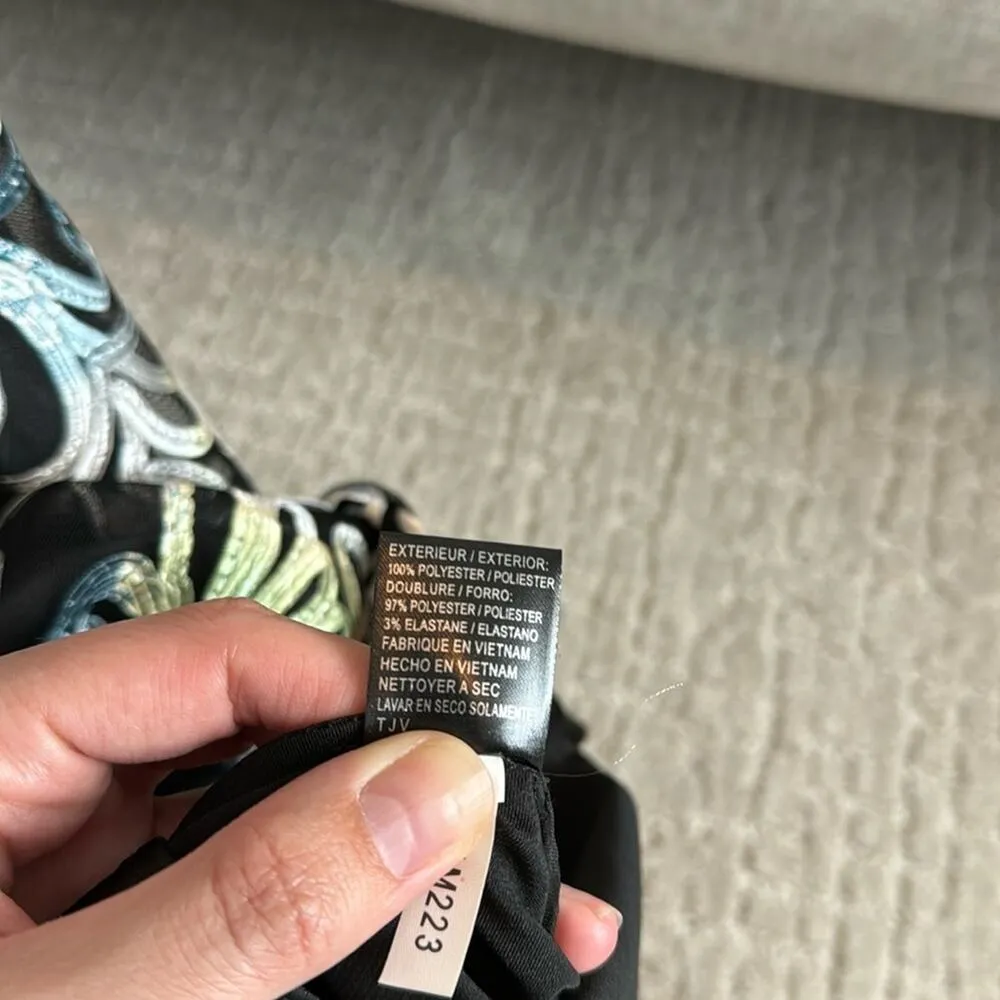 EXTERIEUR / EXTERIOR:
100% POLYESTER / POLIESTER
DOUBLURE / FORRO:
97% POLYESTER / POLIESTER
3% ELASTANE / ELASTANO
FABRIQUE EN VIETNAM
HECHO EN VIETNAM
NETTOYER A SEC
LAVAR EN SECO SOLAMENTE
TJV
M223